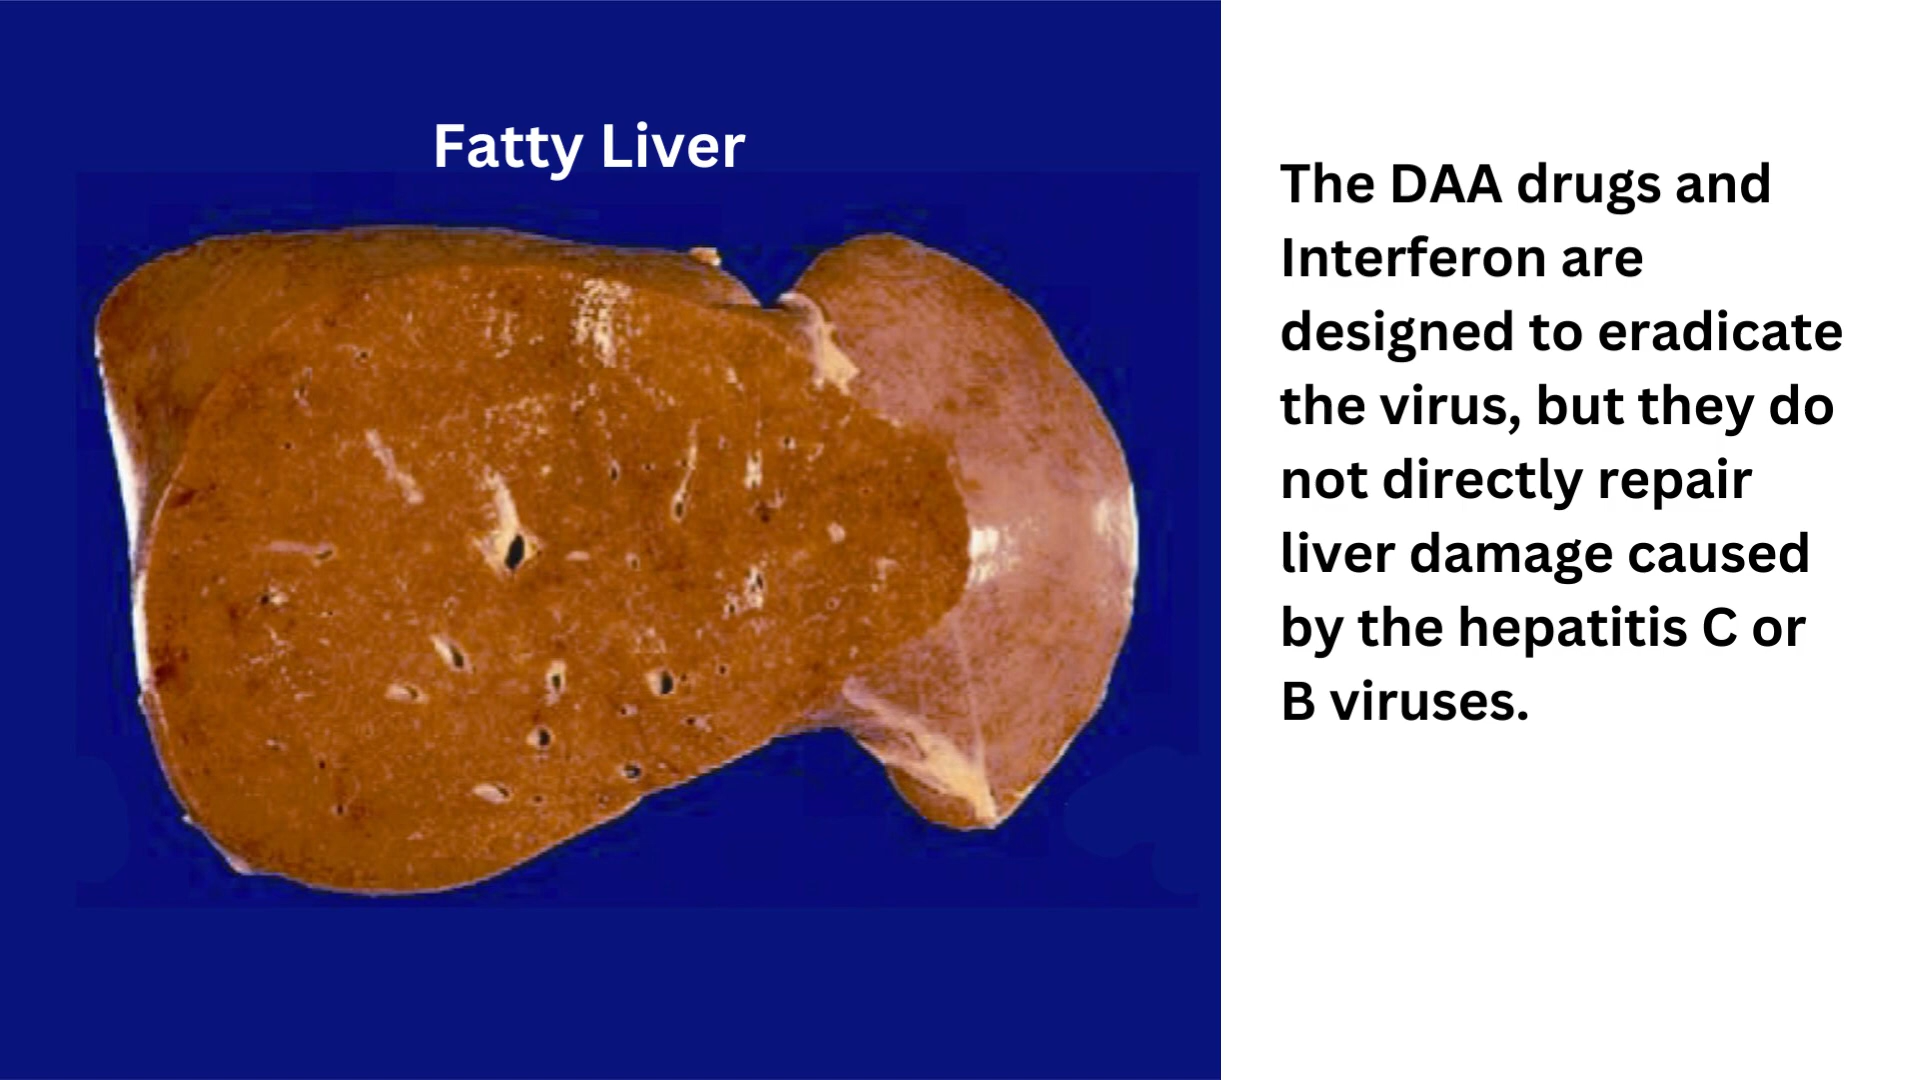 Fatty Liver
The DAA drugs and
Interferon are
designed to eradicate
the virus, but they do
not directly repair
liver damage caused
by the hepatitis C or
B viruses.